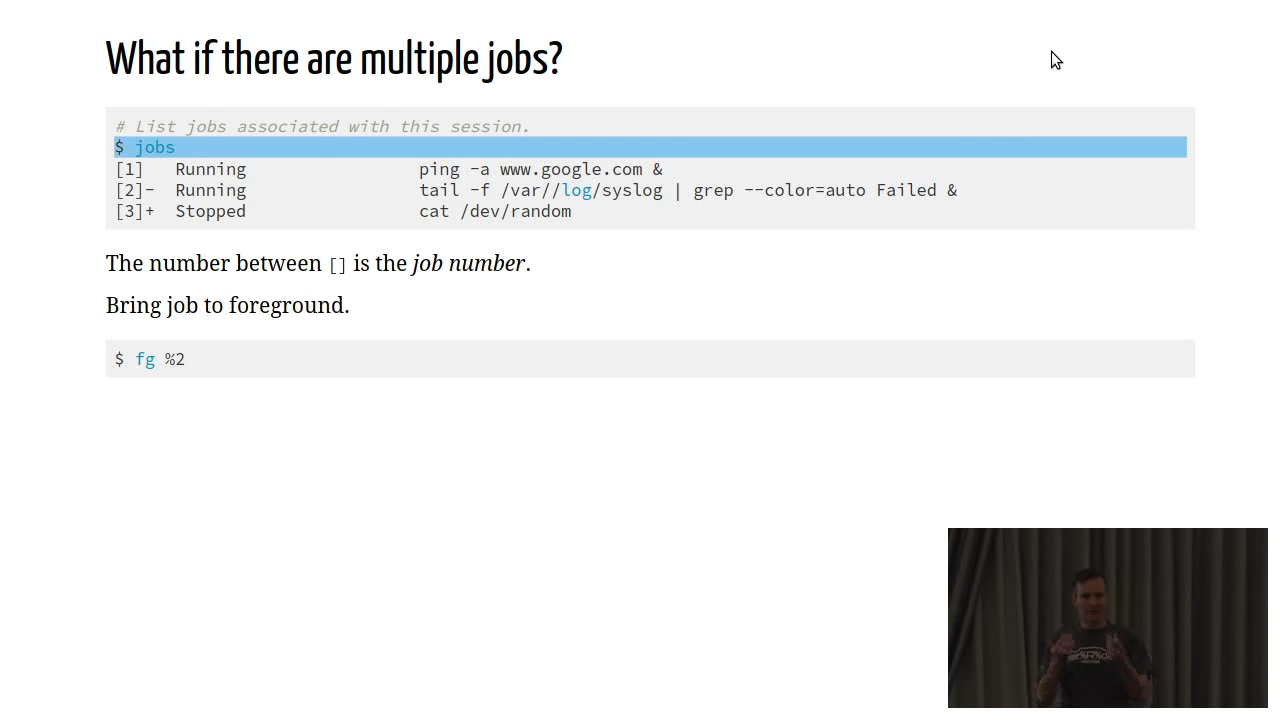 What if there are multiple jobs?
# List jobs associated with this session.
$ jobs
[1]   Running                 ping -a www.google.com &
[2]-  Running                 tail -f /var//log/syslog | grep --color=auto Failed &
[3]+  Stopped                 cat /dev/random
The number between [] is the job number.
Bring job to foreground.
$ fg %2